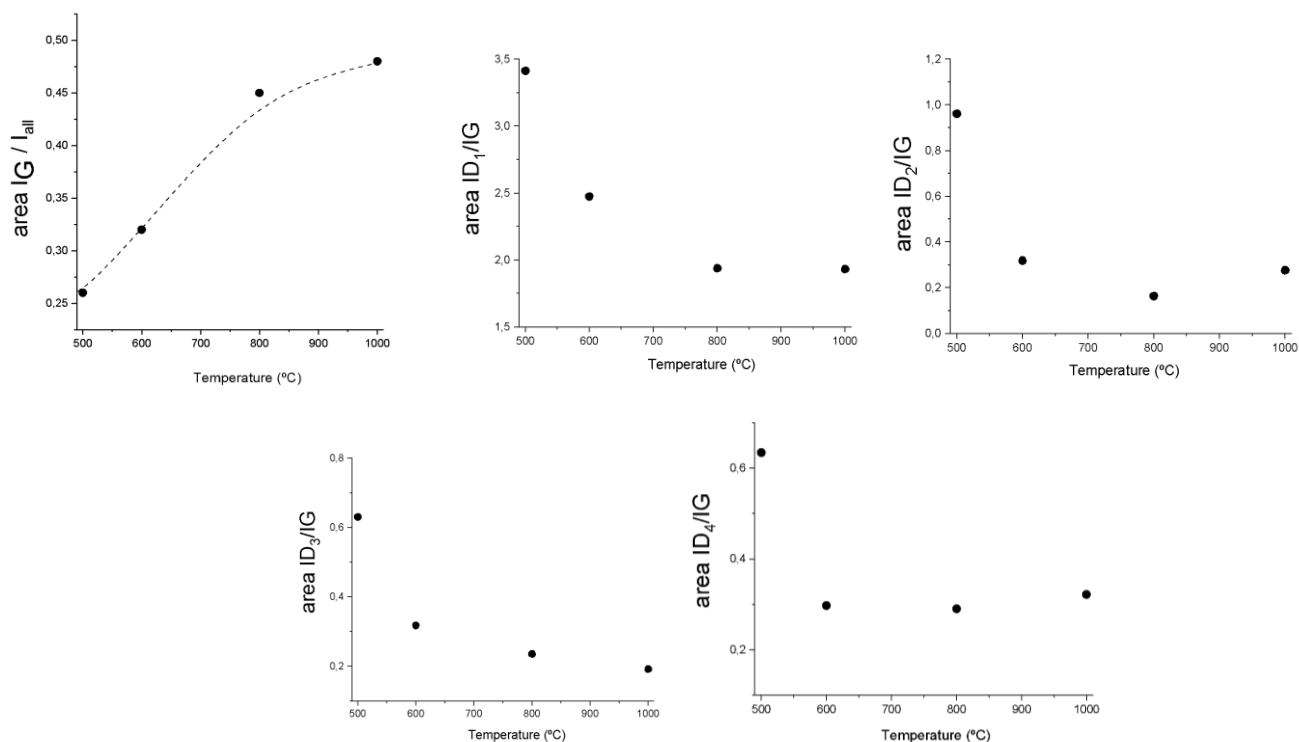 area IG / Iall
0,50
0,45
0,40
0,35
0,30
0,25
500 600 700 800 900 1000
Temperature (ºC)
area ID1/IG
3,5
3,0
2,5
2,0
1,5
500 600 700 800 900 1000
Temperature (ºC)
area ID2/IG
1,2
1,0
0,8
0,6
0,4
0,2
0,0
500 600 700 800 900 1000
Temperature (ºC)
area ID3/IG
0,8
0,6
0,4
0,2
500 600 700 800 900 1000
Temperature (ºC)
area ID4/IG
0,6
0,4
0,2
500 600 700 800 900 1000
Temperature (ºC)